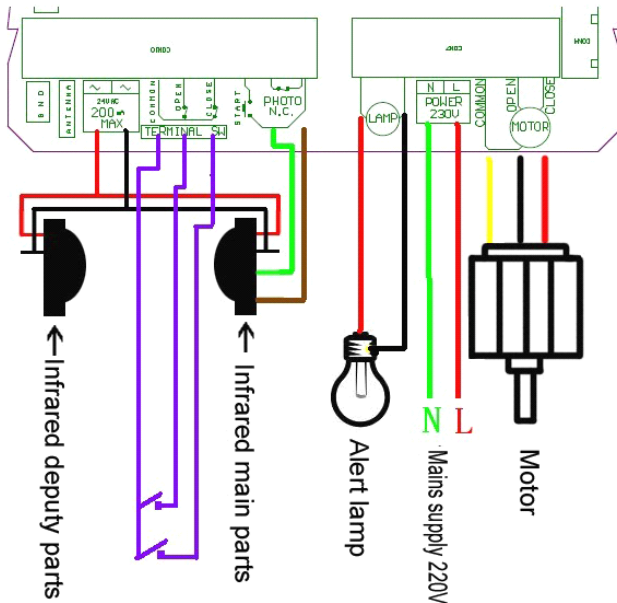 GND
ANTENNA
24VAC
200mA
MAX
COMMON
OPEN
CLOSE
TERMINAL SW
START
PHOTO
N.C.
LAMP
N L
POWER
230V
COMMON
OPEN
CLOSE
MOTOR
N L
Infrared deputy parts
Infrared main parts
Alert lamp
Mains supply 220V
Motor